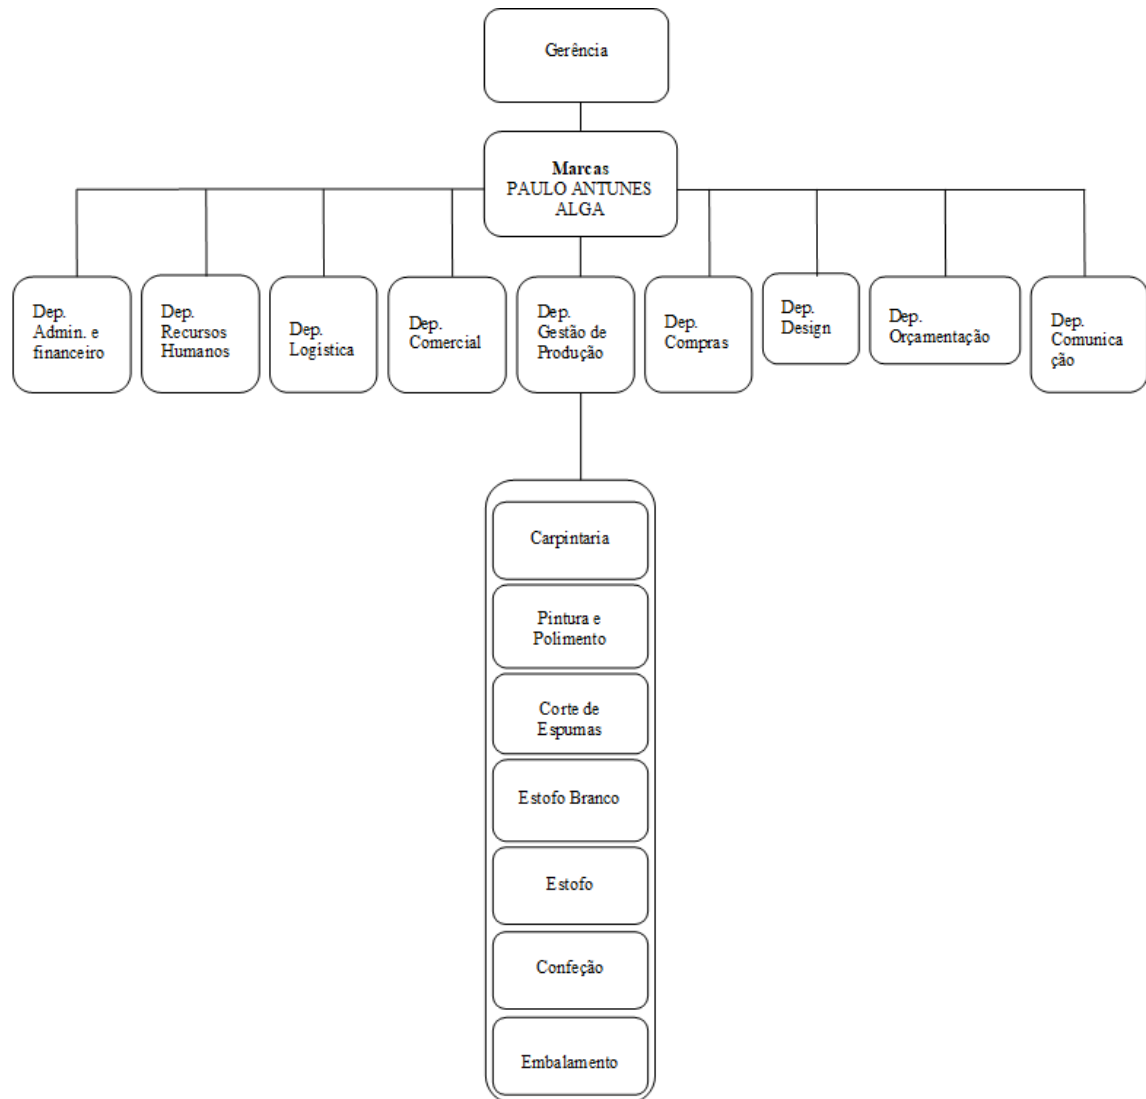 Gerência
Marcas
PAULO ANTUNES
ALGA
Dep.
Admin. e
financeiro
Dep.
Recursos
Humanos
Dep.
Logistica
Dep.
Comercial
Dep.
Gestão de
Produção
Dep.
Compras
Dep.
Design
Dep.
Orçamentação
Dep.
Comunica
ção
Carpintaria
Pintura e
Polimento
Corte de
Espumas
Estofo Branco
Estofo
Confeção
Embalamento